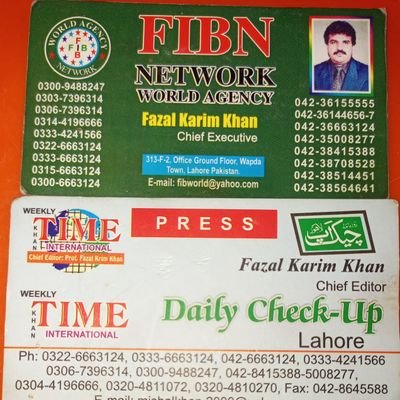 WORLD AGENCY
F
FIB
B
NETWORK
FIBN
NETWORK
WORLD AGENCY
Fazal Karim Khan
Chief Executive
313-F-2, Office Ground Floor, Wapda
Town, Lahore Pakistan.
E-mail: fibworld@yahoo.com
0300-9488247
0303-7396314
0306-7396314
0314-4196666
0333-4241566
0322-6663124
0333-6663124
0315-6663124
0300-6663124
042-36155555
042-36144656-7
042-36663124
042-35008277
042-38415388
042-38708528
042-38514451
042-38564641
WEEKLY
KHAN
TIME
INTERNATIONAL
Chief Editor: Prof. Fazal Krim Khan
PRESS
چیک اپ
Fazal Karim Khan
Chief Editor
WEEKLY
KHAN
TIME
INTERNATIONAL
Daily Check-Up
Lahore
Ph: 0322-6663124, 0333-6663124, 042-6663124, 0333-4241566
0306-7396314, 0300-9488247, 042-8415388-5008277,
0304-4196666, 0320-4811072, 0320-4810270, Fax: 042-8645588